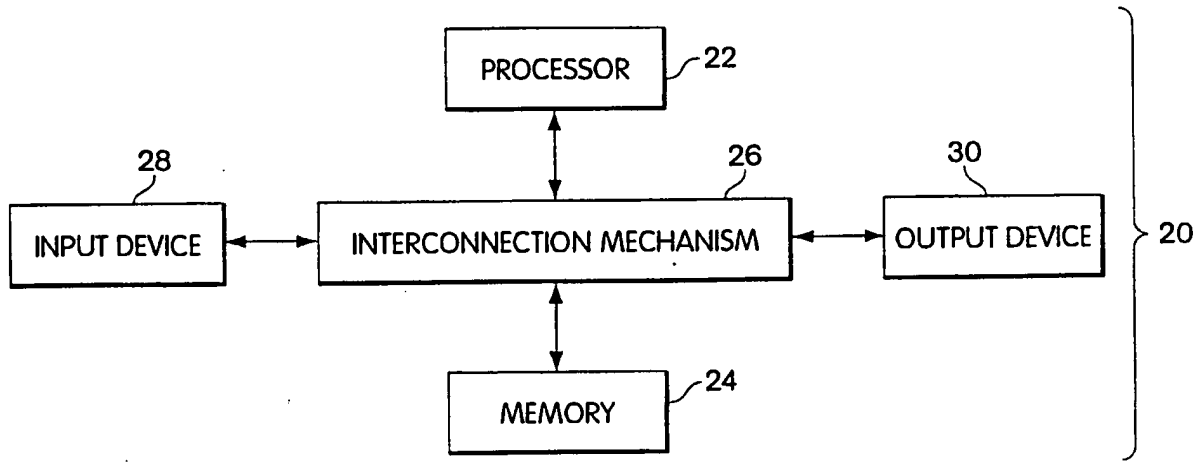 PROCESSOR
22
28
26
30
INPUT DEVICE
INTERCONNECTION MECHANISM
OUTPUT DEVICE
20
MEMORY
24